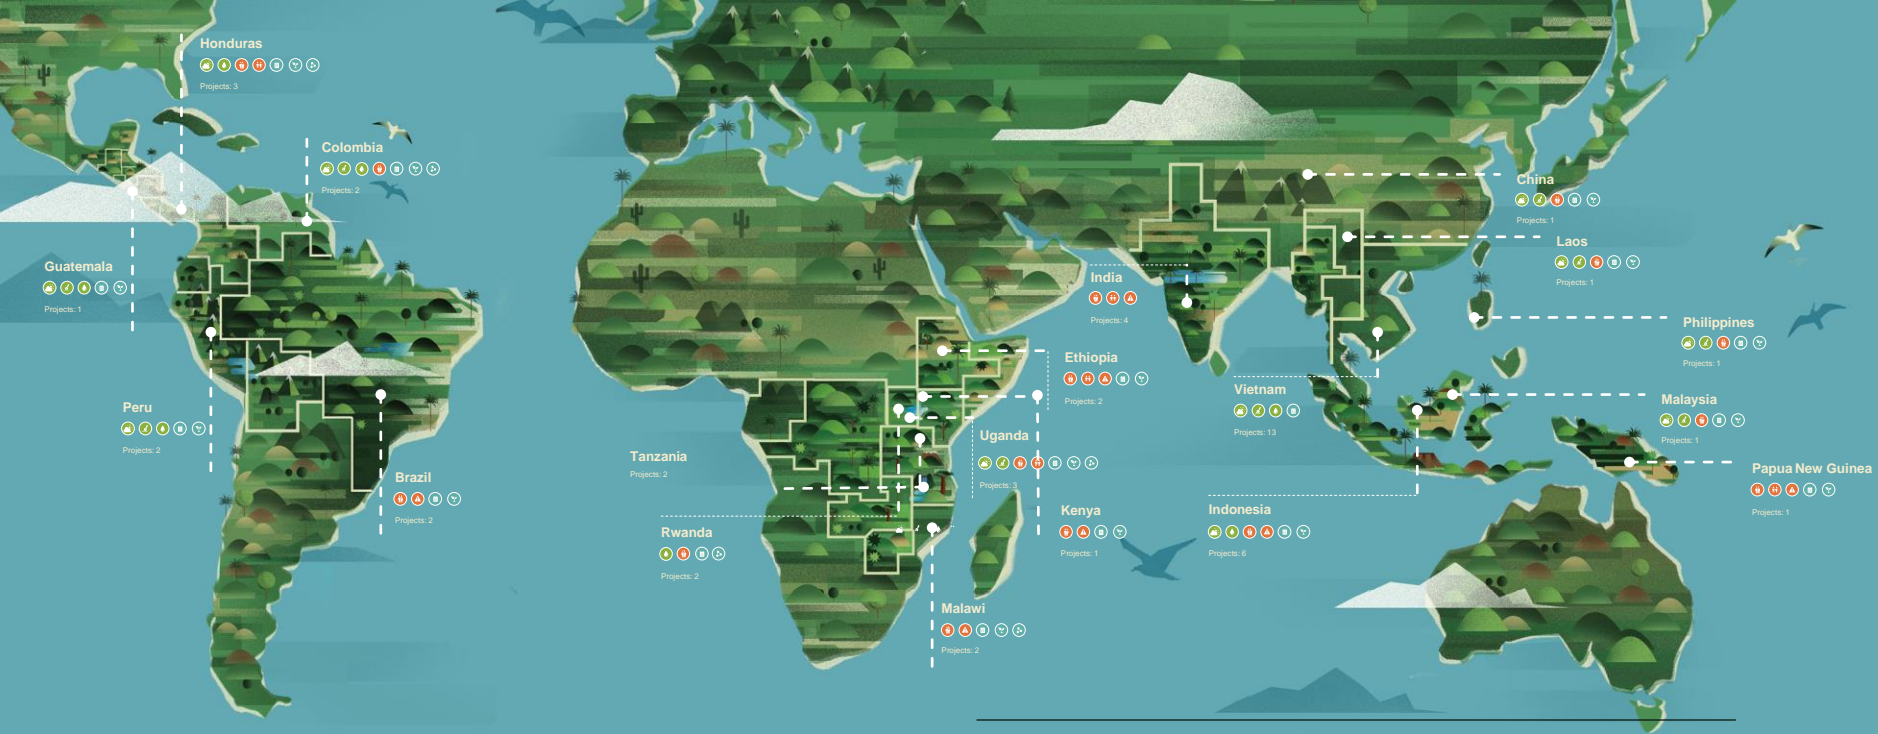 Honduras
Projects: 3
Colombia
Projects: 2
Guatemala
Projects: 1
Peru
Projects: 2
Brazil
Projects: 2
Tanzania
Projects: 2
Rwanda
Projects: 2
Malawi
Projects: 2
Ethiopia
Projects: 2
Uganda
Projects: 3
Kenya
Projects: 1
India
Projects: 4
Vietnam
Projects: 13
Indonesia
Projects: 6
China
Projects: 1
Laos
Projects: 1
Philippines
Projects: 1
Malaysia
Projects: 1
Papua New Guinea
Projects: 1